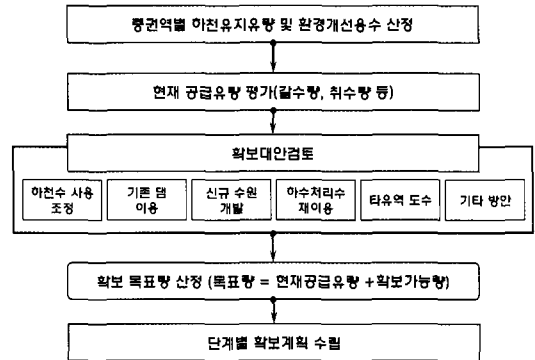 중권역별 하천유지유량 및 환경개선용수 산정
현재 공급유량 평가(갈수량, 취수량 등)
확보대안검토
하천수 사용
조정
기존 댐
이용
신규 수원
개발
하수처리수
재이용
타유역 도수
기타 방안
확보 목표량 산정 (목표량 = 현재공급유량 +확보가능량)
단계별 확보계획 수립